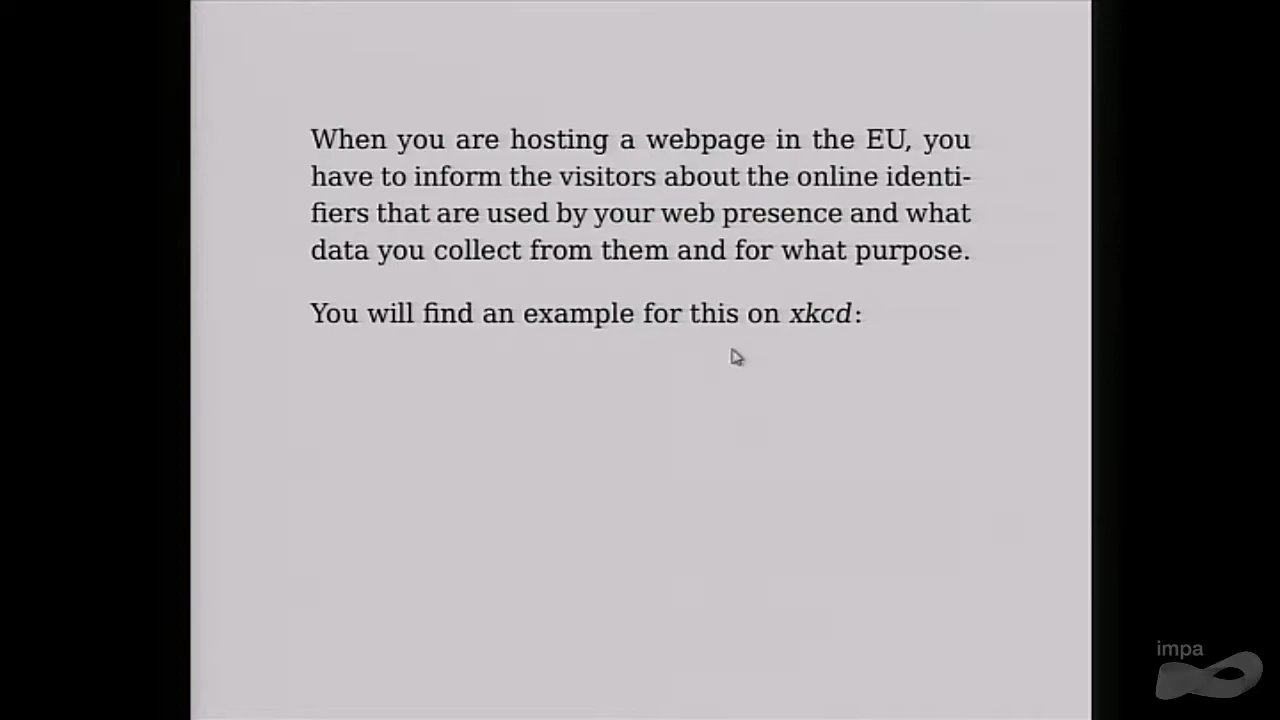 When you are hosting a webpage in the EU, you
have to inform the visitors about the online identi-
fiers that are used by your web presence and what
data you collect from them and for what purpose.
You will find an example for this on xkcd:
impa